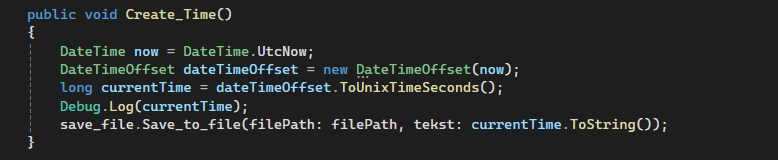 public void Create_Time()
{
DateTime now = DateTime.UtcNow;
DateTimeOffset dateTimeOffset = new DateTimeOffset(now);
long currentTime = dateTimeOffset.ToUnixTimeSeconds();
Debug.Log(currentTime);
save_file.Save_to_file(filePath: filePath, tekst: currentTime.ToString());
}